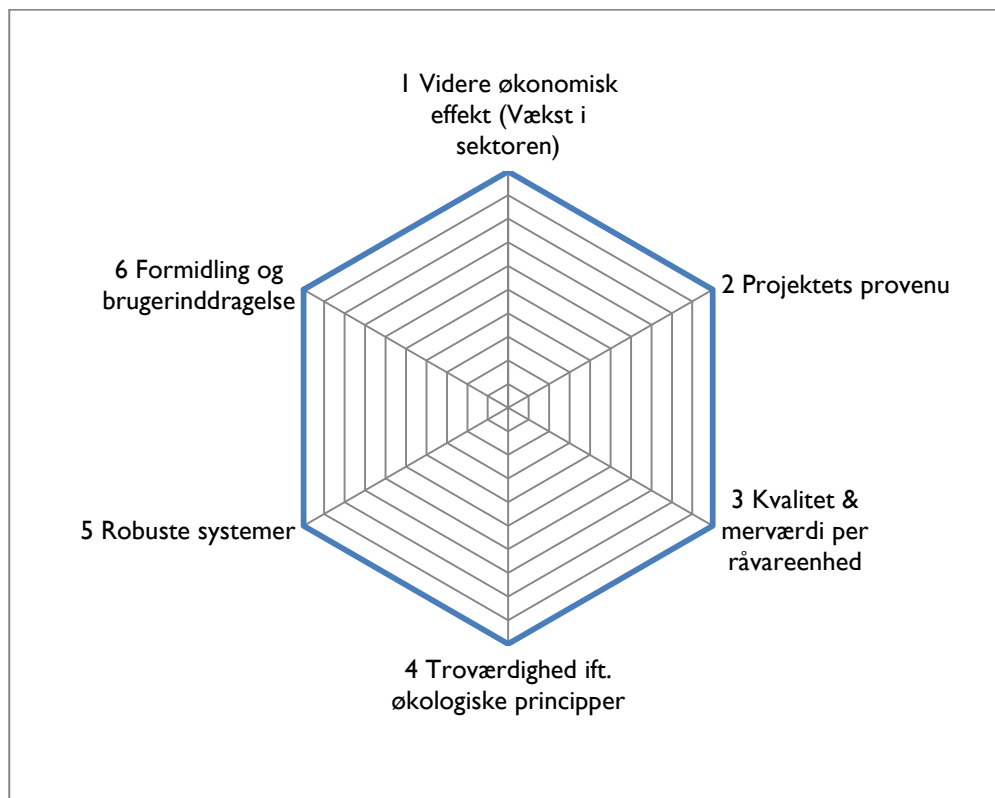 1 Videre økonomisk
effekt (Vækst i
sektoren)
2 Projektets provenu
3 Kvalitet &
merværdi per
råvareenhed
4 Troværdighed ift.
økologiske principper
5 Robuste systemer
6 Formidling og
brugerinddragelse